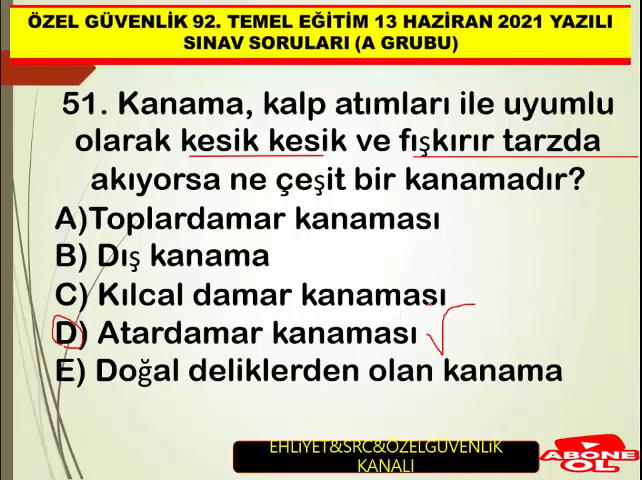 ÖZEL GÜVENLİK 92. TEMEL EĞİTİM 13 HAZİRAN 2021 YAZILI
SINAV SORULARI (A GRUBU)
51. Kanama, kalp atımları ile uyumlu
olarak kesik kesik ve fışkırır tarzda
akıyorsa ne çeşit bir kanamadır?
A)Toplardamar kanaması
B) Dış kanama
C) Kılcal damar kanaması
D) Atardamar kanaması
E) Doğal deliklerden olan kanama
EHLİYET&SRC&ÖZELGÜVENLİK
KANALI
ABONE
OL